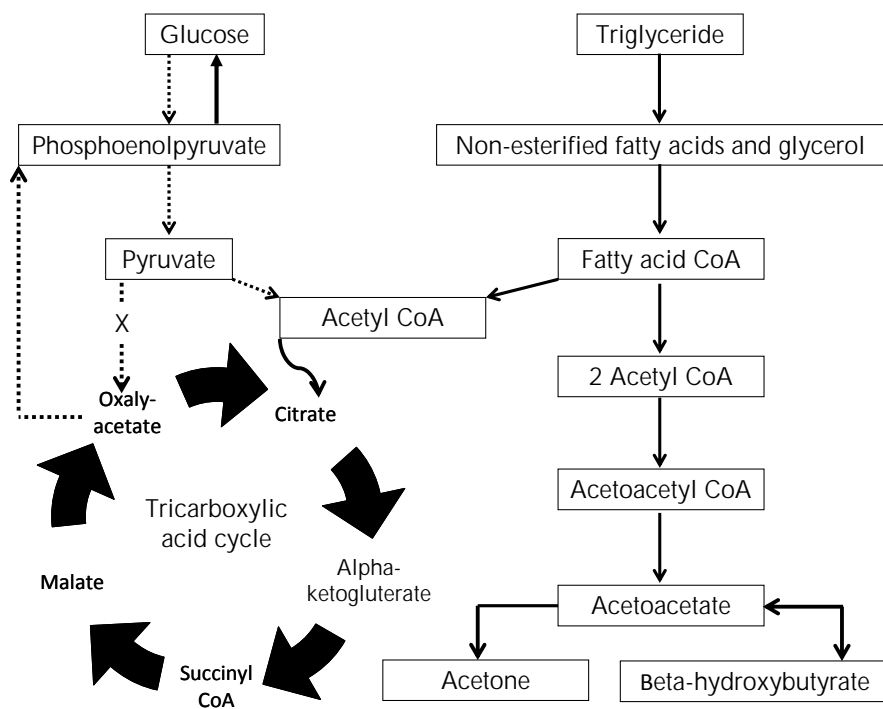 Glucose
Triglyceride
Phosphoenolpyruvate
Non-esterified fatty acids and glycerol
Pyruvate
Fatty acid CoA
Acetyl CoA
X
2 Acetyl CoA
Oxaly-
acetate
Citrate
Acetoacetyl CoA
Tricarboxylic
acid cycle
Malate
Alpha-
ketogluterate
Acetoacetate
Succinyl
CoA
Acetone
Beta-hydroxybutyrate